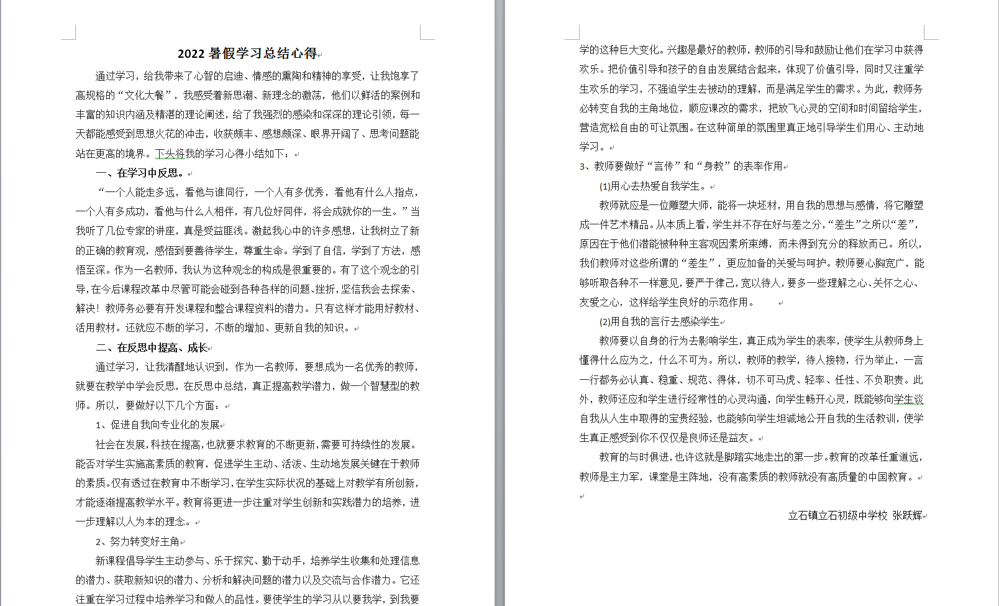 2022 暑假学习总结心得
通过学习，给我带来了心智的启迪、情感的熏陶和精神的享受，让我饱享了
高规格的“文化大餐”，我感受着新思潮、新理念的激荡，他们以鲜活的案例和
丰富的知识内涵及精湛的理论阐述，给了我强烈的感染和深深的理论引领，每一
天都能感受到思想火花的冲击，收获颇丰、感想颇深、眼界开阔了、思考问题能
站在更高的境界。下头将我的学习心得小结如下：
一、在学习中反思。
“一个人能走多远，看他与谁同行，一个人有多优秀，看他有什么人指点，
一个人有多成功，看他与什么人相伴，有几位好同伴，将会成就你的一生。”当
我听了几位专家的讲座，真是受益匪浅。激起我心中的许多感想，让我树立了新
的正确的教育观，感悟到要善待学生，尊重生命。学到了自信，学到了方法，感
悟至深。作为一名教师，我认为这种观念的构成是很重要的。有了这个观念的引
导，在今后课程改革中尽管可能会碰到各种各样的问题、挫折，坚信我会去探索、
解决！教师务必要有开发课程和整合课程资料的潜力。只有这样才能用好教材、
活用教材。还就应不断的学习，不断的增加、更新自我的知识。
二、在反思中提高、成长
通过学习，让我清醒地认识到，作为一名教师，要想成为一名优秀的教师，
就要在教学中学会反思，在反思中总结，真正提高教学潜力，做一个智慧型的教
师。所以，要做好以下几个方面：
1、促进自我向专业化的发展
社会在发展，科技在提高，也就要求教育的不断更新，需要可持续性的发展。
能否对学生实施高素质的教育，促进学生主动、活泼、生动地发展关键在于教师
的素质。仅有透过在教育中不断学习，在学生实际状况的基础上对教学有所创新，
才能逐渐提高教学水平。教育将更进一步注重对学生创新和实践潜力的培养，进
一步理解以人为本的理念。
2、努力转变好主角
新课程倡导学生主动参与、乐于探究、勤于动手，培养学生收集和处理信息
的潜力、获取新知识的潜力、分析和解决问题的潜力以及交流与合作潜力。它还
注重在学习过程中培养学习和做人的品性。要使学生的学习从以要我学，到我要
学的这种巨大变化。兴趣是最好的教师，教师的引导和鼓励让他们在学习中获得
欢乐。把价值引导和孩子的自由发展结合起来，体现了价值引导，同时又注重学
生欢乐的学习，不强迫学生去被动的理解，而是满足学生的需求。为此，教师务
必转变自我的主角地位，顺应课改的需求，把放飞心灵的空间和时间留给学生，
营造宽松自由的可让氛围。在这种简单的氛围里真正地引导学生们用心、主动地
学习。
3、教师要做好“言传”和“身教”的表率作用
(1)用心去热爱自我学生。
教师就应是一位雕塑大师，能将一块坯材，用自我的思想与感情，将它雕塑
成一件艺术精品。从本质上看，学生并不存在好与差之分，“差生”之所以“差”，
原因在于他们潜能被种种主客观因素所束缚，而未得到充分的释放而已。所以，
我们教师对这些所谓的“差生”，更应加备的关爱与呵护。教师要心胸宽广，能
够听取各种不一样意见，要严于律己，宽以待人，要多一些理解之心、关怀之心、
友爱之心，这样给学生良好的示范作用。
(2)用自我的言行去感染学生
教师要以自身的行为去影响学生，真正成为学生的表率，使学生从教师身上
懂得什么应为之，什么不可为。所以，教师的教学，待人接物，行为举止，一言
一行都务必认真、稳重、规范、得体，切不可马虎、轻率、任性、不负职责。此
外，教师还应和学生进行经常性的心灵沟通，向学生畅开心灵，既能够向学生谈
自我从人生中取得的宝贵经验，也能够向学生坦诚地公开自我的生活教训，使学
生真正感受到你不仅仅是良师还是益友。
教育的与时俱进，也许这就是脚踏实地走出的第一步。教育的改革任重道远，
教师是主力军，课堂是主阵地，没有高素质的教师就没有高质量的中国教育。
立石镇立石初级中学校 张跃辉